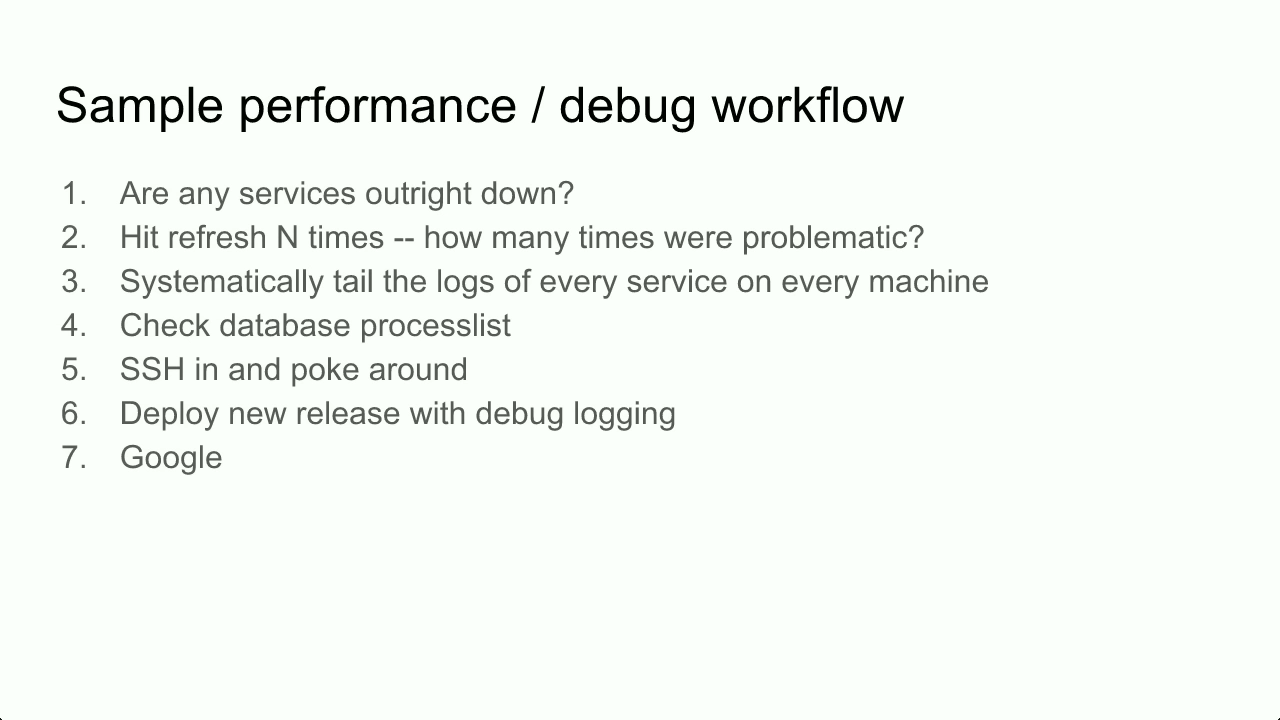 Sample performance / debug workflow
1. Are any services outright down?
2. Hit refresh N times -- how many times were problematic?
3. Systematically tail the logs of every service on every machine
4. Check database processlist
5. SSH in and poke around
6. Deploy new release with debug logging
7. Google